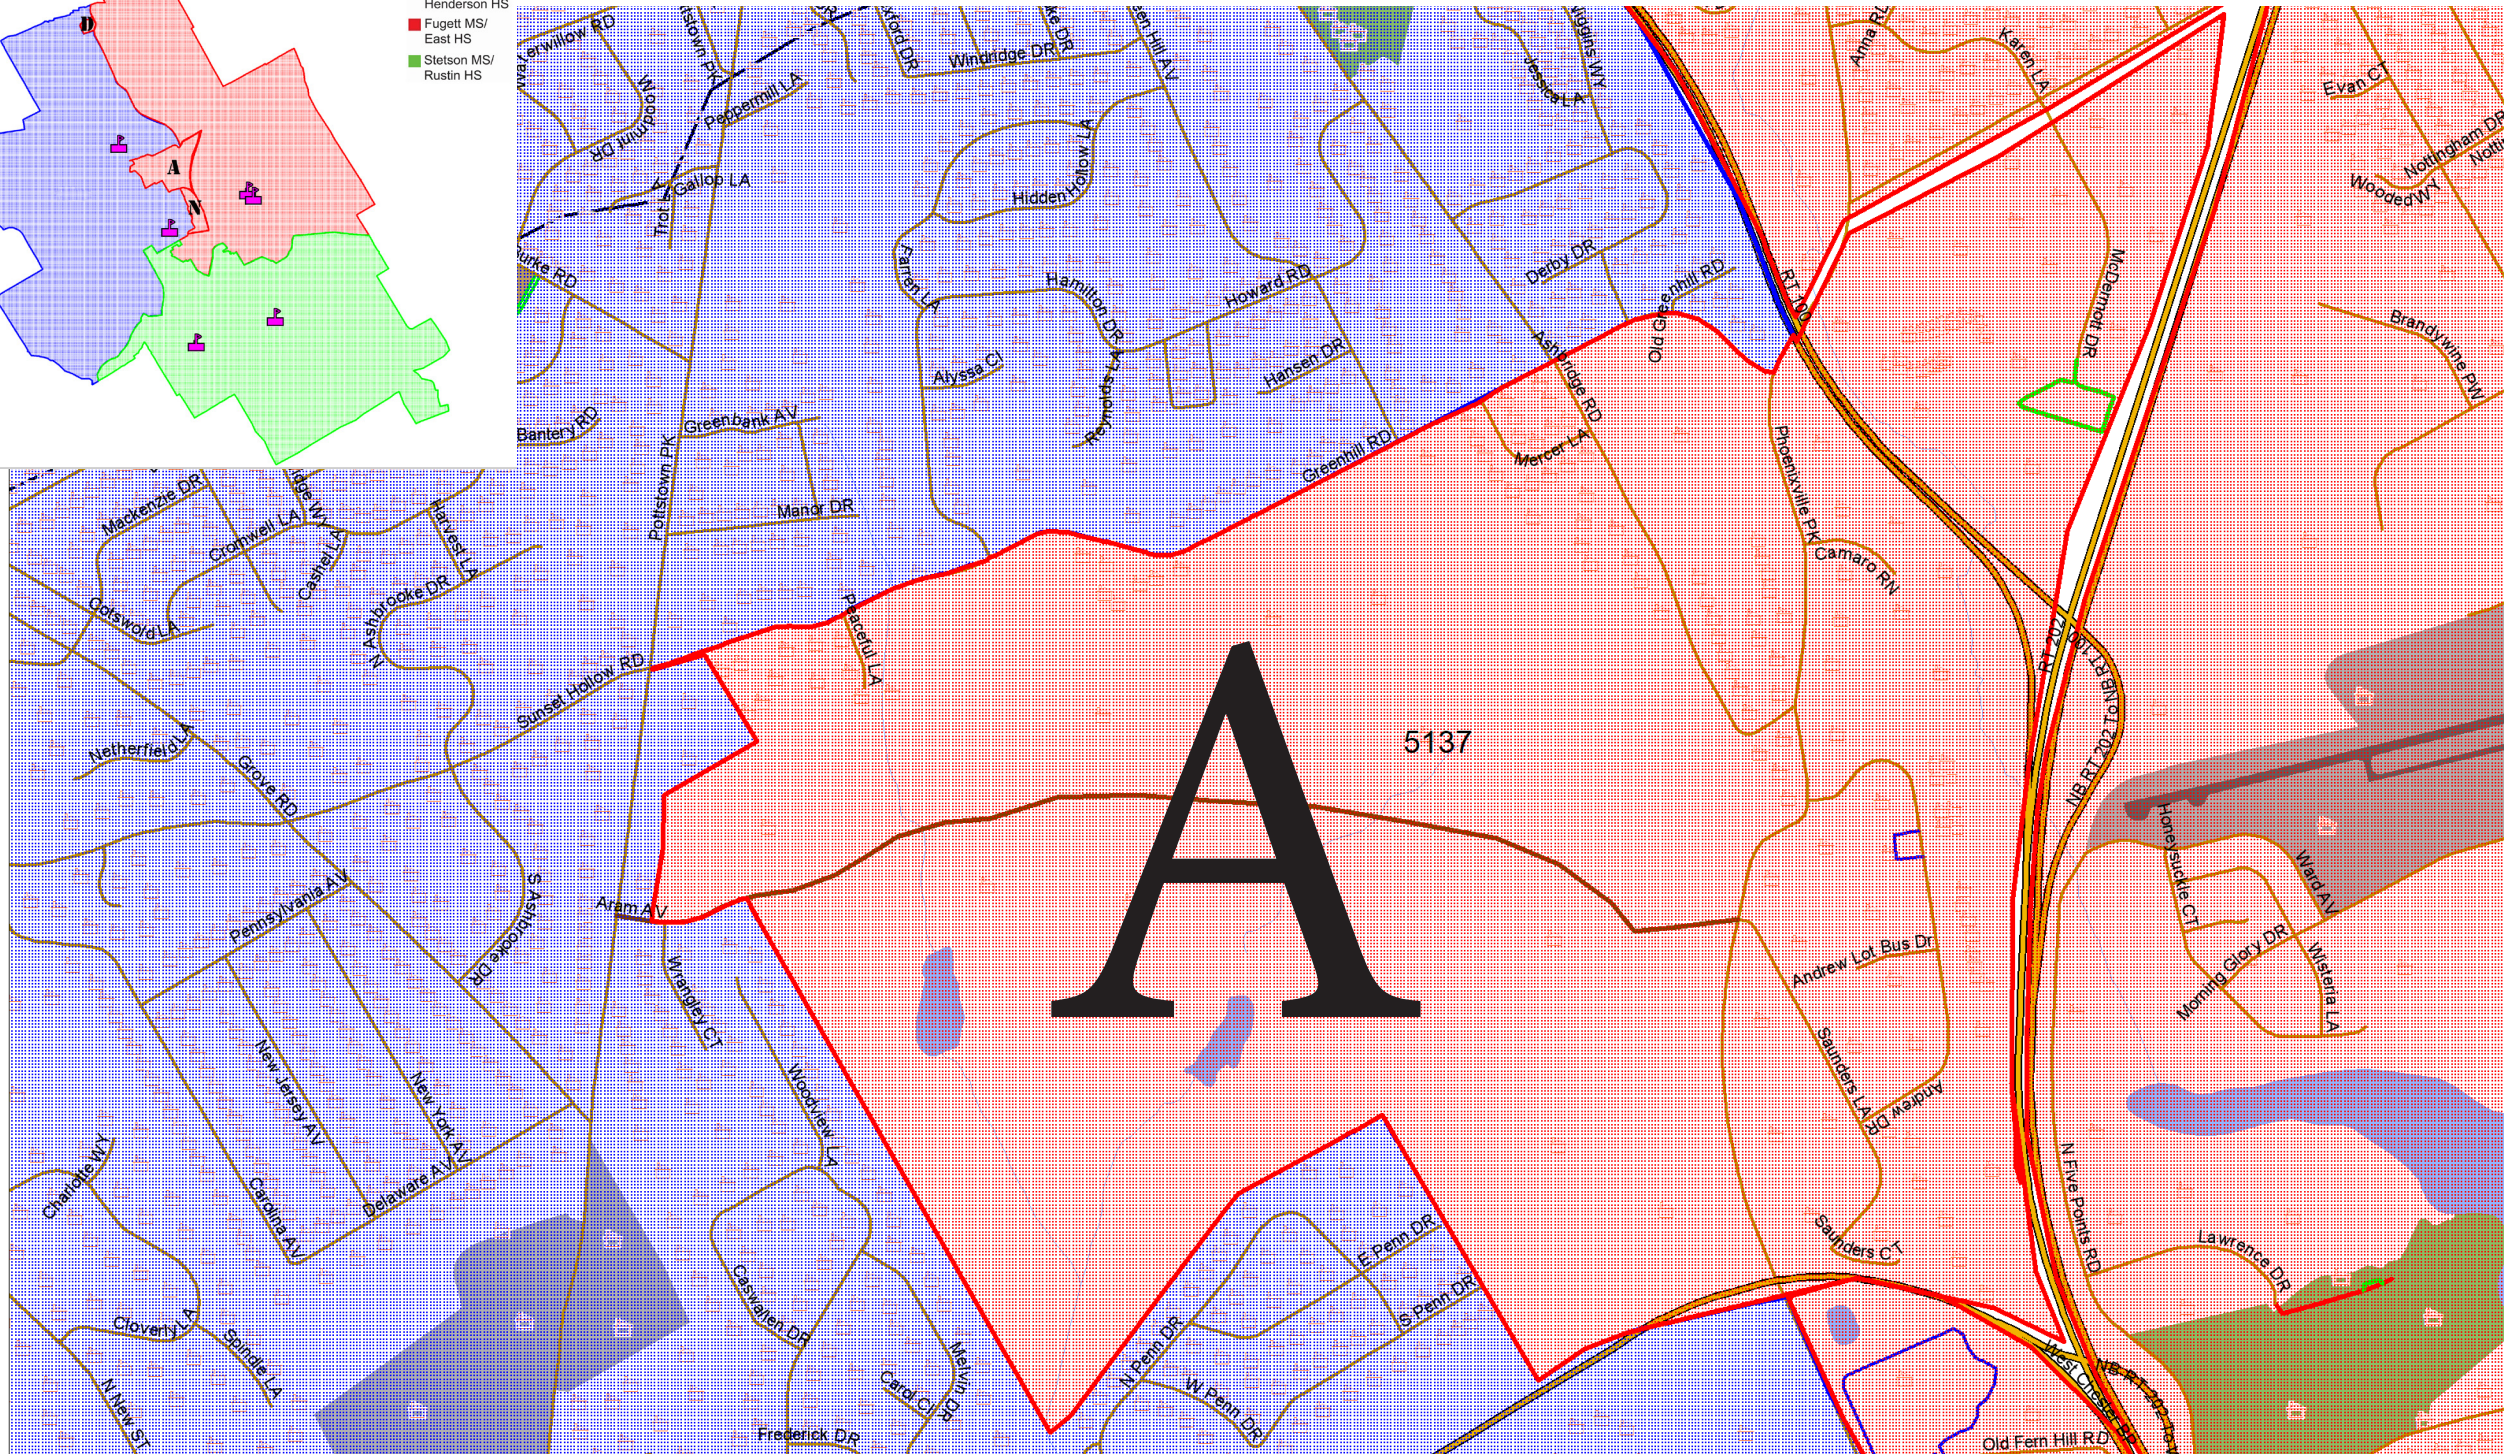 Henderson HS
Fugett MS/
East HS
Stetson MS/
Rustin HS
D
A
N
Windridge DR
Peppermill LA
Woodmint DR
Gallop LA
Hidden Hollow LA
Jessica LA
Anna RL
Karen LA
Evan CT
Nottingham DR
Wooded WY
Farren LA
Hamilton DR
Howard RD
Derby DR
Old Greenhill RD
RT 100
McDermott DR
Brandywine PW
Alyssa CI
Reynolds LA
Hansen DR
Ashbridge RD
Bantery RD
Greenbank AV
Pottstown PK
Greenhill RD
Mercer LA
Phoenixville PK
Manor DR
Camaro RN
Mackenzie DR
Cromwell LA
Cashel LA
Harvest LA
Cotswold LA
N Ashbrooke DR
Peaceful LA
Sunset Hollow RD
RT 202
NB RT 202 To NB RT 100
Netherfield LA
Grove RD
5137
A
Honeysuckle CT
Ward AV
Pennsylvania AV
S Ashbrooke DR
Aram AV
Wrangley CT
Andrew Lot Bus Dr
Morning Glory DR
Wisteria LA
New Jersey AV
New York AV
Woodview LA
Saunders LA
Andrew DR
Charlotte WY
Carolina AV
Delaware AV
N Five Points RD
Saunders CT
Lawrence DR
E Penn DR
S Penn DR
N Penn DR
W Penn DR
Caswallen DR
Melvin DR
Carol CI
Cloverly LA
Spindle LA
N New ST
Frederick DR
Old Fern Hill RD